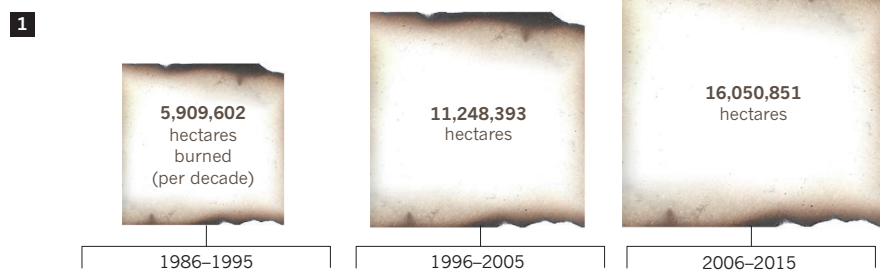 1
5,909,602
hectares
burned
(per decade)
11,248,393
hectares
16,050,851
hectares
1986–1995
1996–2005
2006–2015